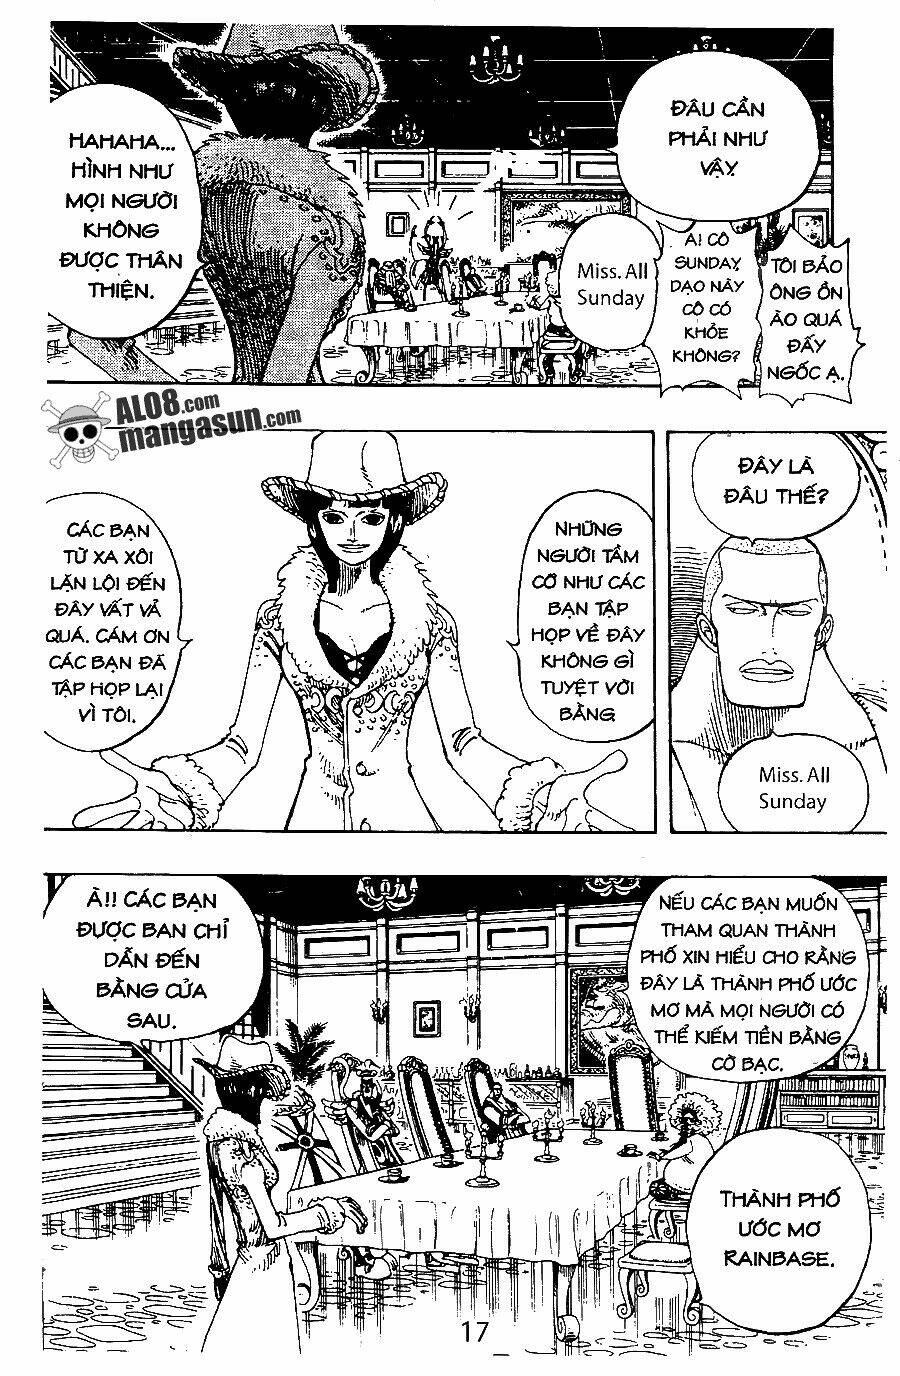 ĐÂU CẦN
PHẢI NHƯ
VẬY.
TÔI BẢO
ÔNG ỒN
ÀO QUÁ
ĐẤY
NGỐC Ạ.
A! CÔ
SUNDAY,
DẠO NÀY
CÔ CÓ
KHỎE
KHÔNG?
Miss. All
Sunday
HAHAHA...
HÌNH NHƯ
MỌI NGƯỜI
KHÔNG
ĐƯỢC THÂN
THIỆN.
AL08.com
mangasun.com
ĐÂY LÀ
ĐÂU THẾ?
Miss. All
Sunday
NHỮNG
NGƯỜI TẦM
CỠ NHƯ CÁC
BẠN TẬP
HỌP VỀ ĐÂY
KHÔNG GÌ
TUYỆT VỜI
BẰNG
CÁC BẠN
TỪ XA XÔI
LẶN LỘI ĐẾN
ĐÂY VẤT VẢ
QUÁ. CÁM ƠN
CÁC BẠN ĐÃ
TẬP HỌP LẠI
VÌ TÔI.
NẾU CÁC BẠN MUỐN
THAM QUAN THÀNH
PHỐ XIN HIỂU CHO RẰNG
ĐÂY LÀ THÀNH PHỐ ƯỚC
MƠ MÀ MỌI NGƯỜI CÓ
THỂ KIẾM TIỀN BẰNG
CỜ BẠC.
À!! CÁC BẠN
ĐƯỢC BAN CHỈ
DẪN ĐẾN
BẰNG CỬA
SAU.
THÀNH PHỐ
ƯỚC MƠ
RAINBASE.
17